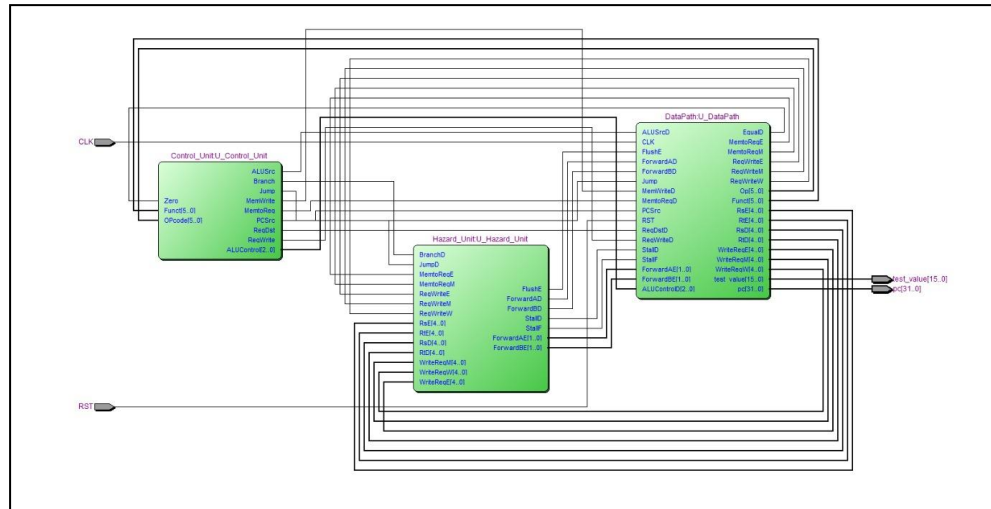 CLK
RST
Control_Unit:U_Control_Unit
Zero
Funct[5..0]
OPcode[5..0]
ALUSrc
Branch
Jump
MemWrite
MemtoReg
PCSrc
RegDst
RegWrite
ALUControl[2..0]
Hazard_Unit:U_Hazard_Unit
BranchD
JumpD
MemtoRegE
MemtoRegM
RegWriteE
RegWriteM
RegWriteW
RsE[4..0]
RtE[4..0]
RsD[4..0]
RtD[4..0]
WriteRegM[4..0]
WriteRegW[4..0]
WriteRegE[4..0]
FlushE
ForwardAD
ForwardBD
StallD
StallF
ForwardAE[1..0]
ForwardBE[1..0]
DataPath:U_DataPath
ALUSrcD
CLK
FlushE
ForwardAD
ForwardBD
Jump
MemWriteD
MemtoRegD
PCSrc
RST
RegDstD
RegWriteD
StallD
StallF
ForwardAE[1..0]
ForwardBE[1..0]
ALUControlD[2..0]
EqualD
MemtoRegE
MemtoRegM
RegWriteE
RegWriteM
RegWriteW
Op[5..0]
Funct[5..0]
RsE[4..0]
RtE[4..0]
RsD[4..0]
RtD[4..0]
WriteRegE[4..0]
WriteRegM[4..0]
WriteRegW[4..0]
test_value[15..0]
pc[31..0]
test_value[15..0]
pc[31..0]